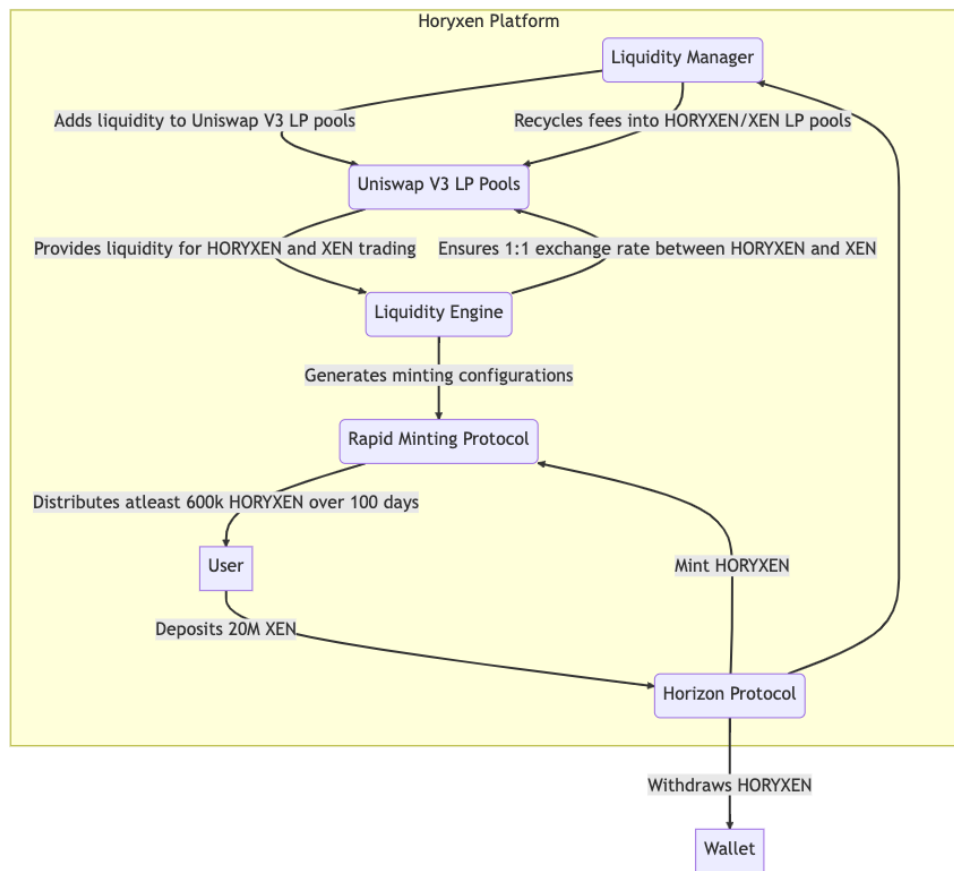 Horyxen Platform
Liquidity Manager
Adds liquidity to Uniswap V3 LP pools
Recycles fees into HORYXEN/XEN LP pools
Uniswap V3 LP Pools
Provides liquidity for HORYXEN and XEN trading
Ensures 1:1 exchange rate between HORYXEN and XEN
Liquidity Engine
Generates minting configurations
Rapid Minting Protocol
Distributes atleast 600k HORYXEN over 100 days
User
Mint HORYXEN
Deposits 20M XEN
Horizon Protocol
Withdraws HORYXEN
Wallet